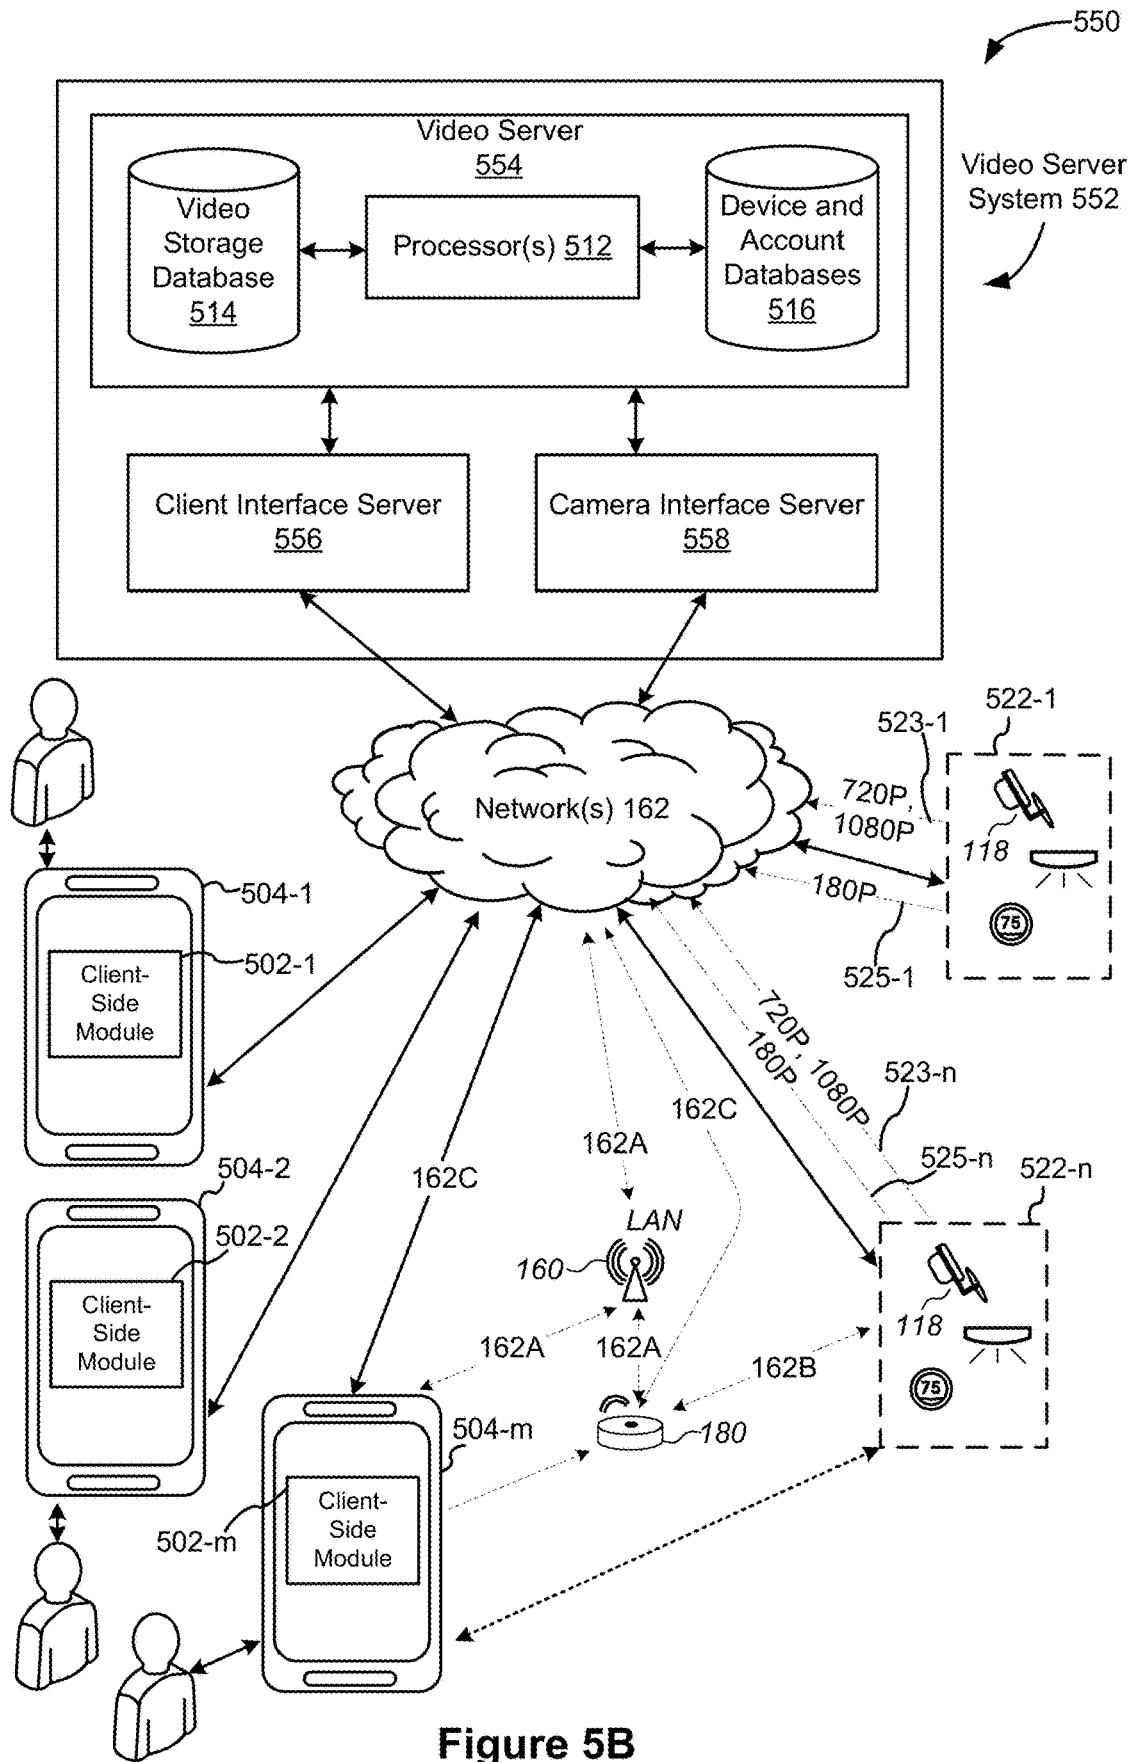 550
Video Server
554
Video Server
System 552
Video
Storage
Database
514
Processor(s) 512
Device and
Account
Databases
516
Client Interface Server
556
Camera Interface Server
558
522-1
523-1
Network(s) 162
720P,
1080P
118
180P
75
525-1
504-1
502-1
Client-
Side
Module
720P, 1080P
180P
523-n
162C
162A
525-n
522-n
162C
504-2
502-2
LAN
160
Client-
Side
Module
118
162A
162A
162B
75
504-m
180
Client-
Side
Module
502-m
Figure 5B